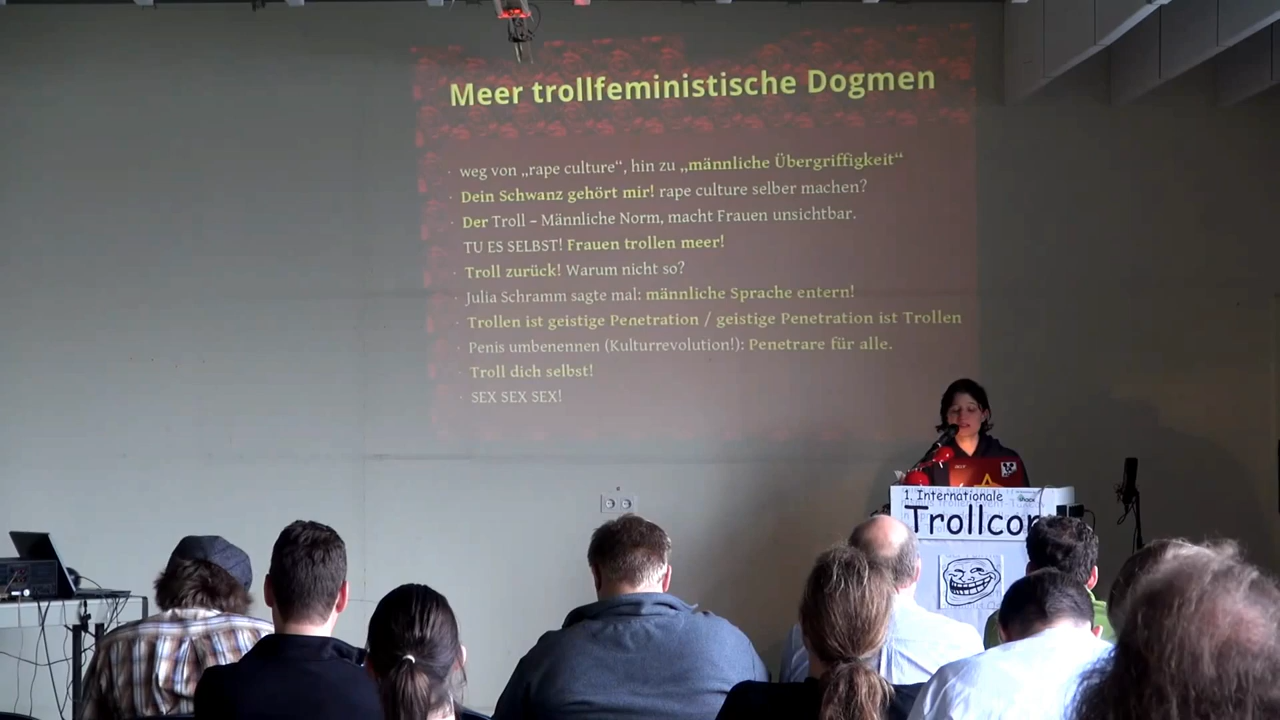 Meer trollfeministische Dogmen
· weg von „rape culture“, hin zu „männliche Übergriffigkeit“
· Dein Schwanz gehört mir! rape culture selber machen?
· Der Troll – Männliche Norm, macht Frauen unsichtbar.
TU ES SELBST! Frauen trollen meer!
· Troll zurück! Warum nicht so?
· Julia Schramm sagte mal: männliche Sprache entern!
· Trollen ist geistige Penetration / geistige Penetration ist Trollen
· Penis umbenennen (Kulturrevolution!): Penetrare für alle.
· Troll dich selbst!
· SEX SEX SEX!
1. Internationale
Trollcon